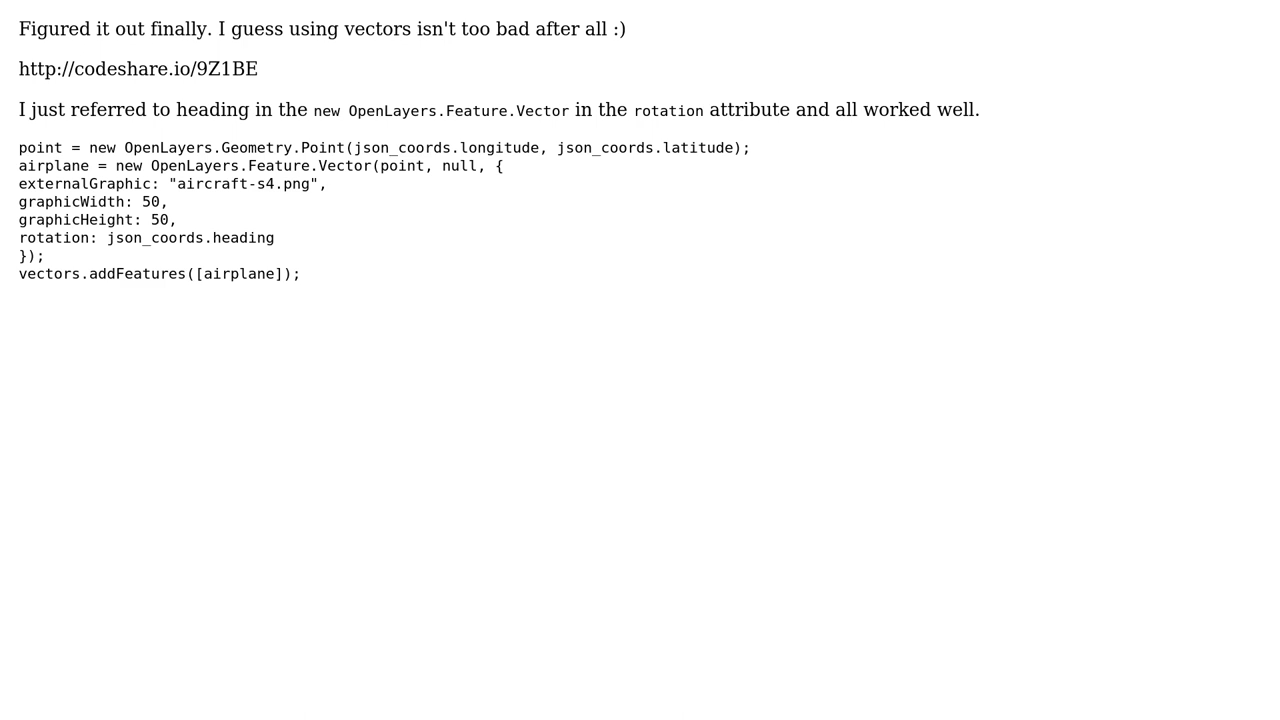 Figured it out finally. I guess using vectors isn't too bad after all :)
http://codeshare.io/9Z1BE
I just referred to heading in the new OpenLayers.Feature.Vector in the rotation attribute and all worked well.
point = new OpenLayers.Geometry.Point(json_coords.longitude, json_coords.latitude);
airplane = new OpenLayers.Feature.Vector(point, null, {
externalGraphic: "aircraft-s4.png",
graphicWidth: 50,
graphicHeight: 50,
rotation: json_coords.heading
});
vectors.addFeatures([airplane]);